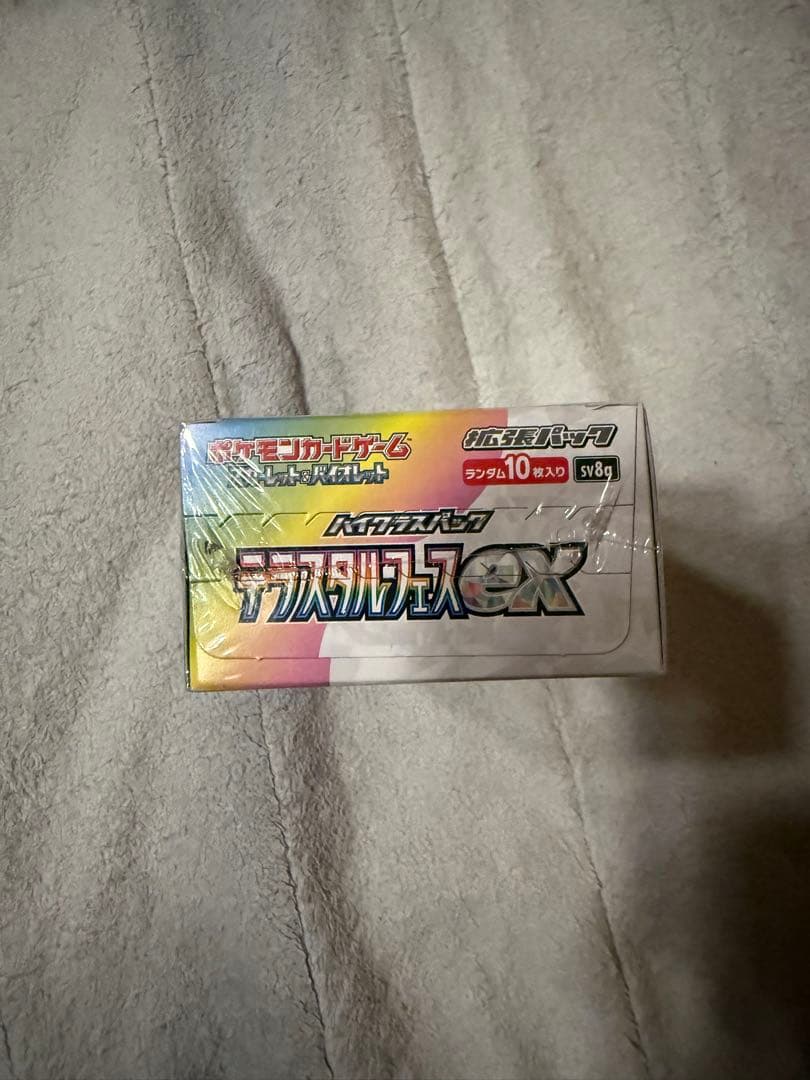 ポケモンカードゲーム
スカーレット&バイオレット
拡張パック
ランダム10枚入り SV8a
ハイクラスパック
テラスタルフェスex